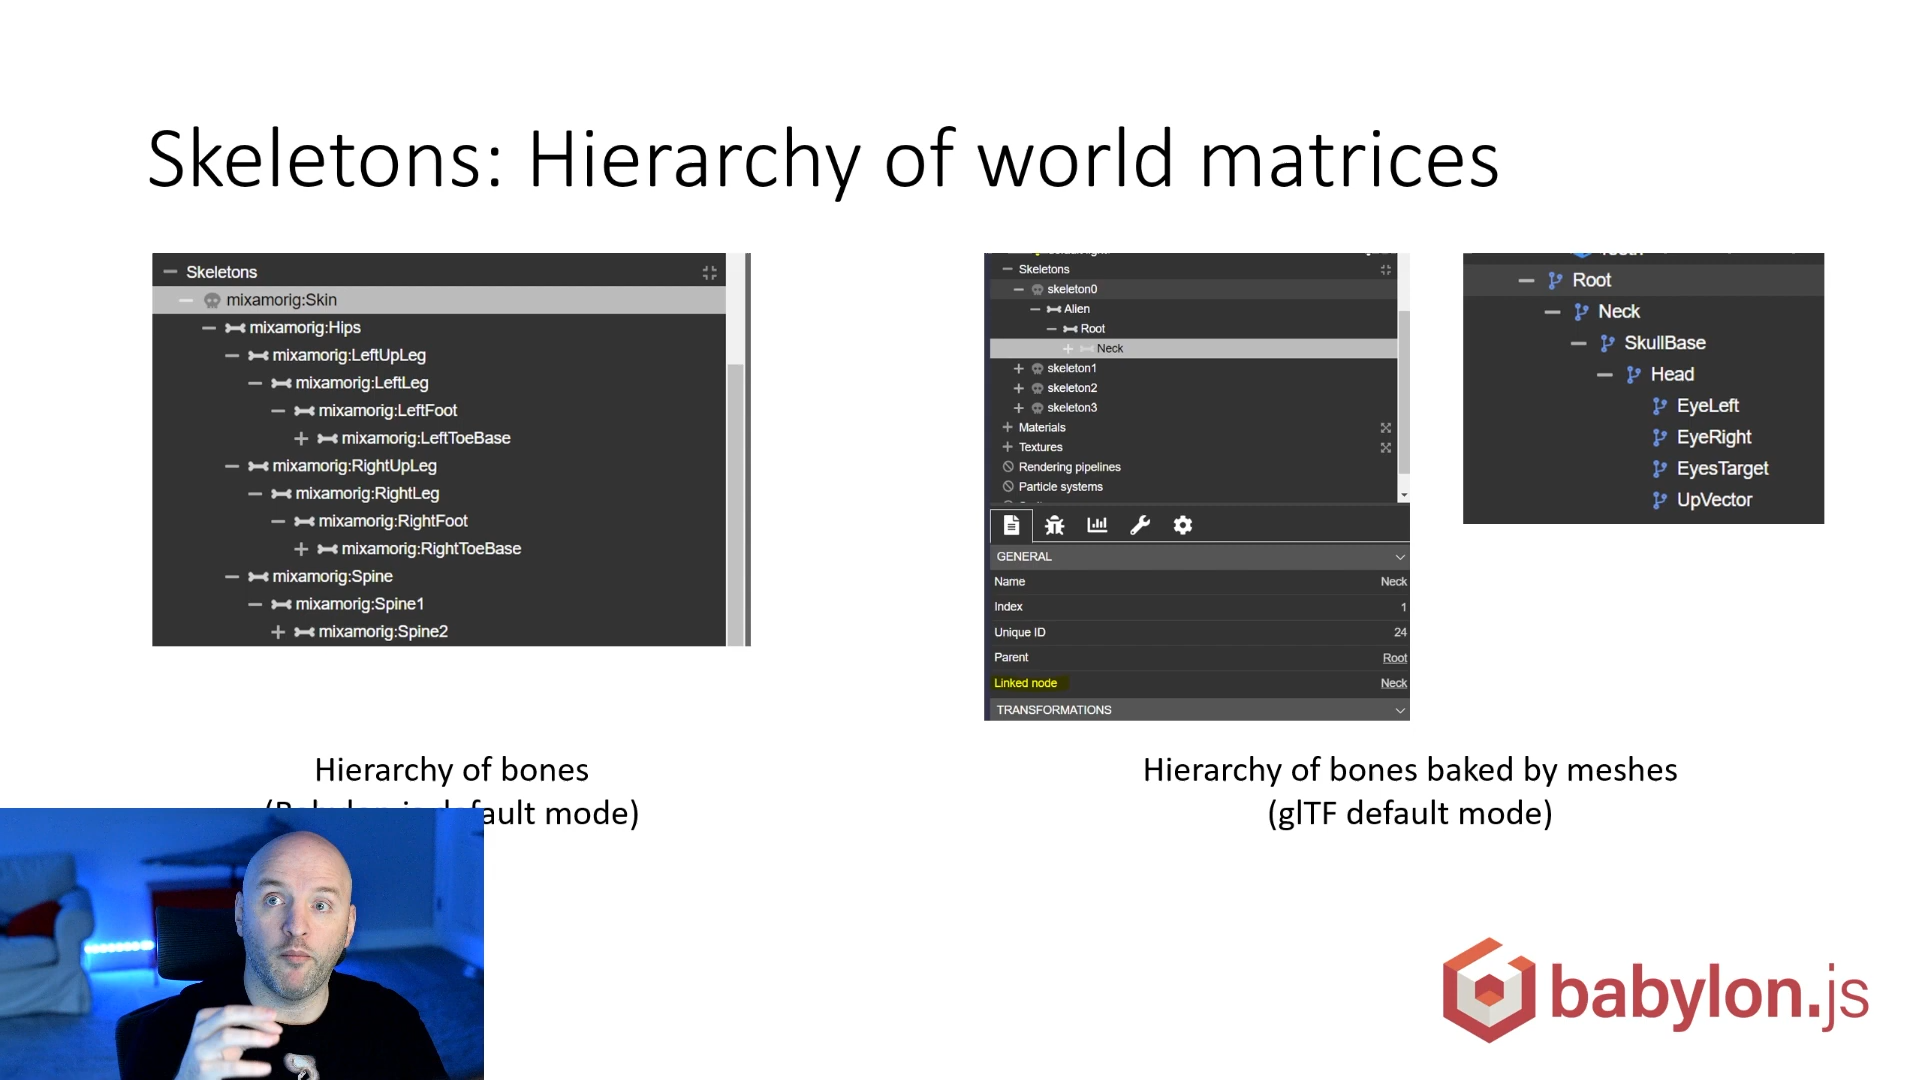 Skeletons: Hierarchy of world matrices
Skeletons
mixamorig:Skin
mixamorig:Hips
mixamorig:LeftUpLeg
mixamorig:LeftLeg
mixamorig:LeftFoot
mixamorig:LeftToeBase
mixamorig:RightUpLeg
mixamorig:RightLeg
mixamorig:RightFoot
mixamorig:RightToeBase
mixamorig:Spine
mixamorig:Spine1
mixamorig:Spine2
Hierarchy of bones
ault mode)
Skeletons
skeleton0
Alien
Root
Neck
skeleton1
skeleton2
skeleton3
Materials
Textures
Rendering pipelines
Particle systems
GENERAL
Name Neck
Index 1
Unique ID 24
Parent Root
Linked node Neck
TRANSFORMATIONS
Root
Neck
SkullBase
Head
EyeLeft
EyeRight
EyesTarget
UpVector
Hierarchy of bones baked by meshes
(glTF default mode)
babylon.js